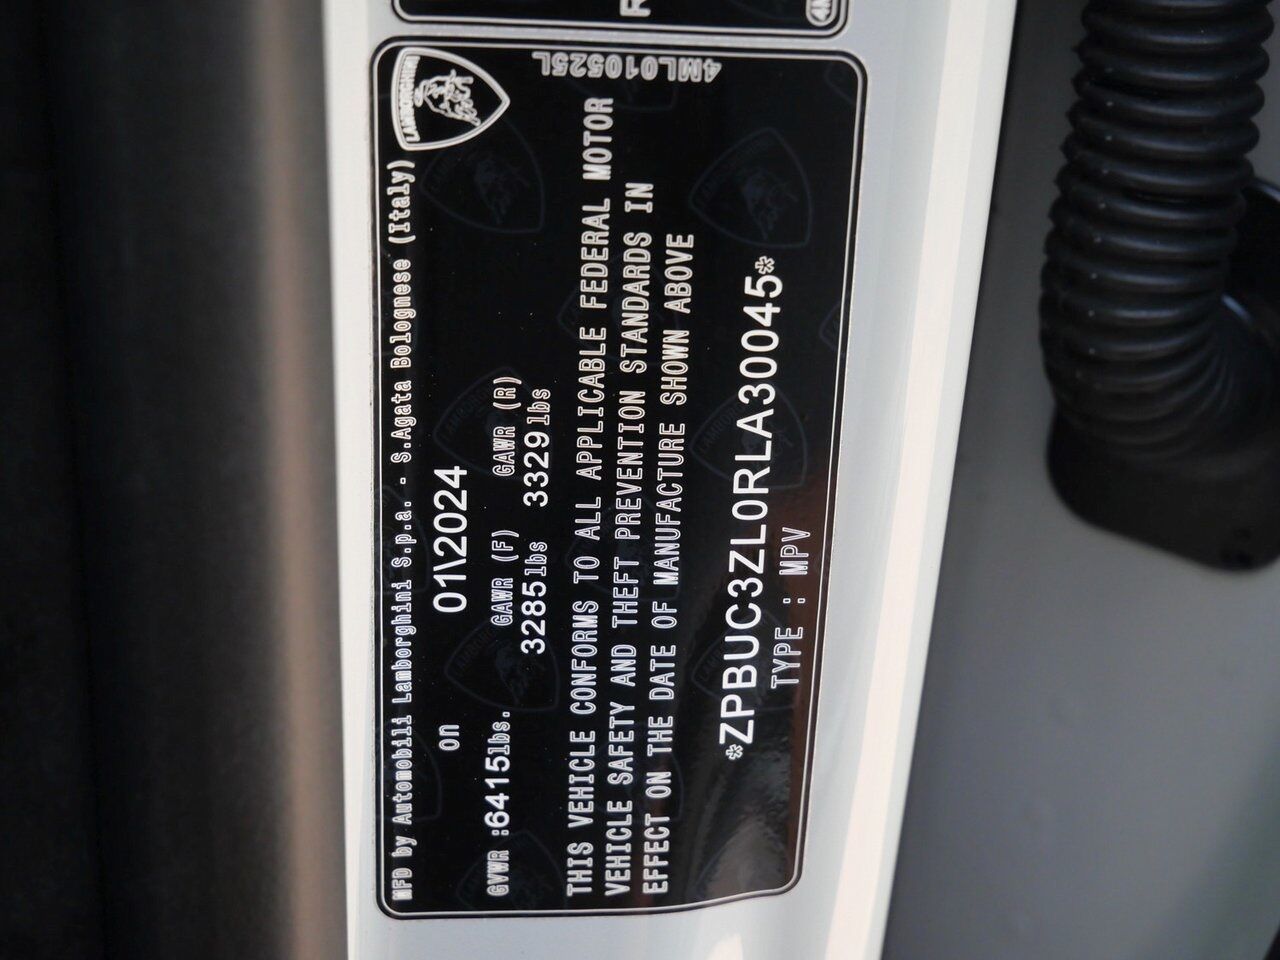 R
4M
LAMBORGHINI
4ML010525L
MFD by Automobili Lamborghini S.p.a. - S.Agata Bolognese (Italy)
on 01\2024
GVWR :6415lbs. GAWR (F) GAWR (R)
3285lbs 3329lbs
THIS VEHICLE CONFORMS TO ALL APPLICABLE FEDERAL MOTOR
VEHICLE SAFETY AND THEFT PREVENTION STANDARDS IN
EFFECT ON THE DATE OF MANUFACTURE SHOWN ABOVE
*ZPBUC3ZL0RLA30045*
TYPE : MPV